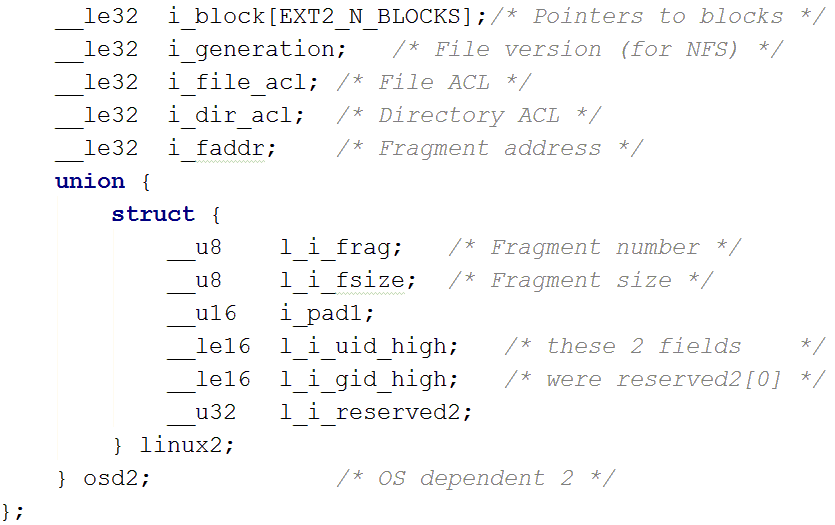 __le32  i_block[EXT2_N_BLOCKS];/* Pointers to blocks */
__le32  i_generation;   /* File version (for NFS) */
__le32  i_file_acl; /* File ACL */
__le32  i_dir_acl;  /* Directory ACL */
__le32  i_faddr;    /* Fragment address */
union {
    struct {
        __u8    l_i_frag;   /* Fragment number */
        __u8    l_i_fsize;  /* Fragment size */
        __u16   i_pad1;
        __le16  l_i_uid_high;   /* these 2 fields    */
        __le16  l_i_gid_high;   /* were reserved2[0] */
        __u32   l_i_reserved2;
    } linux2;
} osd2;             /* OS dependent 2 */
};